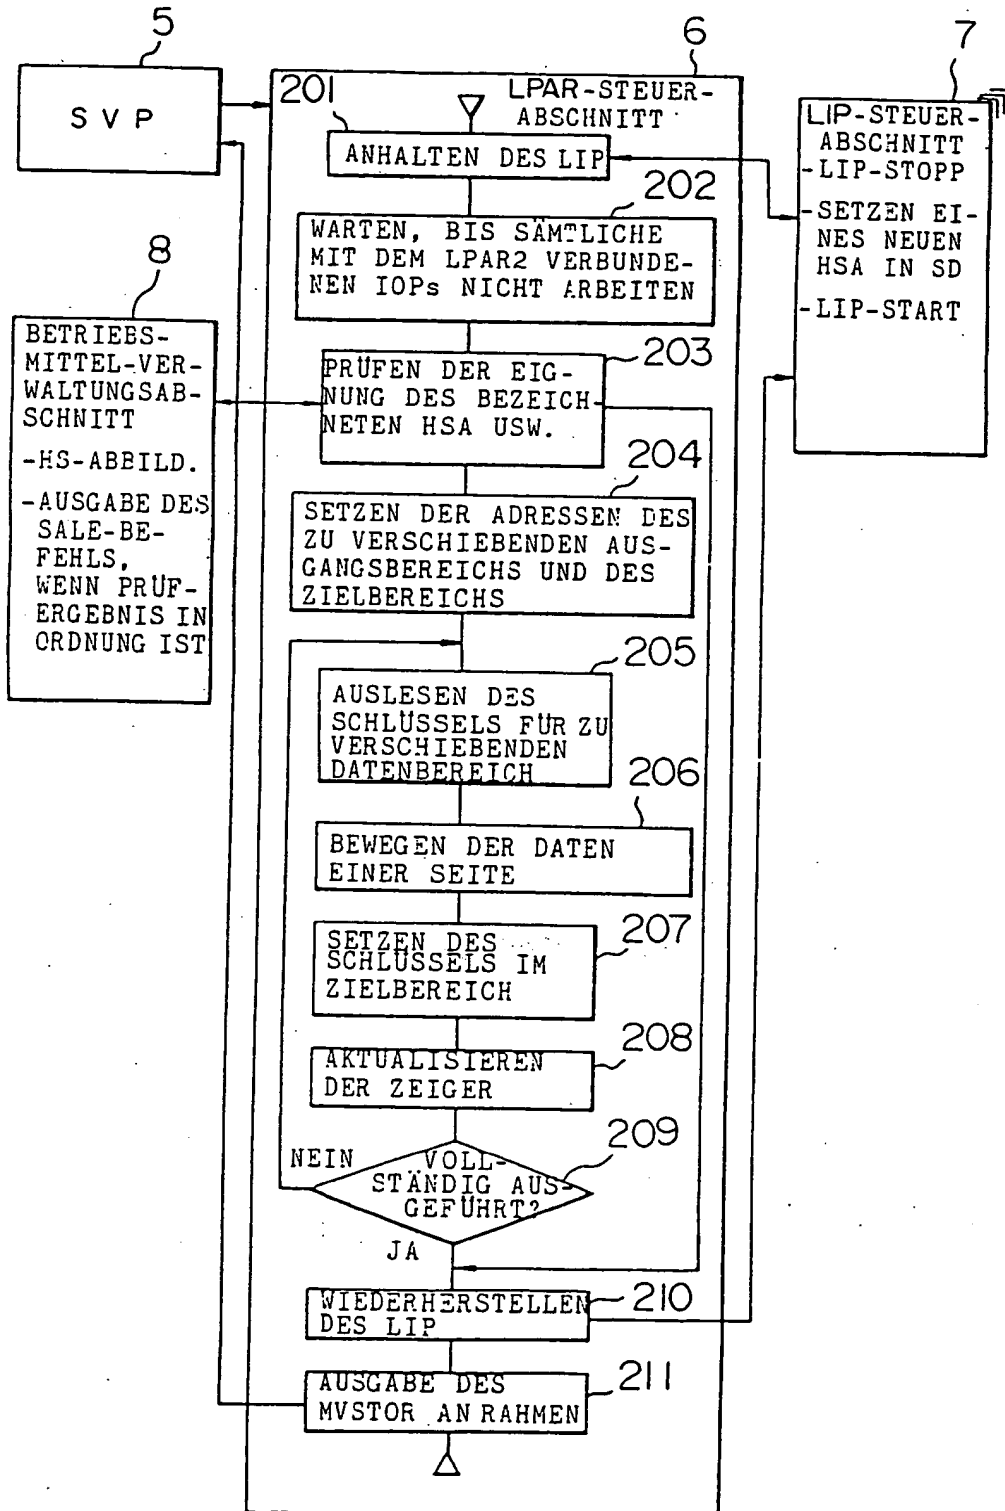 5
SVP
6
LPAR-STEUER-
ABSCHNITT
7
LIP-STEUER-
ABSCHNITT
-LIP-STOPP
-SETZEN EI-
NES NEUEN
HSA IN SD
-LIP-START
8
BETRIEBS-
MITTEL-VER-
WALTUNGSAB-
SCHNITT
-HS-ABBILD.
-AUSGABE DES
SALE-BE-
FEHLS,
WENN PRÜF-
ERGEBNIS IN
ORDNUNG IST
201
ANHALTEN DES LIP
202
WARTEN, BIS SÄMTLICHE
MIT DEM LPAR2 VERBUNDE-
NEN IOPs NICHT ARBEITEN
203
PRÜFEN DER EIG-
NUNG DES BEZEICH-
NETEN HSA USW.
204
SETZEN DER ADRESSEN DES
ZU VERSCHIEBENDEN AUS-
GANGSBEREICHS UND DES
ZIELBEREICHS
205
AUSLESEN DES
SCHLÜSSELS FÜR ZU
VERSCHIEBENDEN
DATENBEREICH
206
BEWEGEN DER DATEN
EINER SEITE
207
SETZEN DES
SCHLÜSSELS IM
ZIELBEREICH
208
AKTUALISIEREN
DER ZEIGER
209
NEIN
VOLL-
STÄNDIG AUS-
GEFÜHRT?
JA
210
WIEDERHERSTELLEN
DES LIP
211
AUSGABE DES
MVSTOR AN RAHMEN